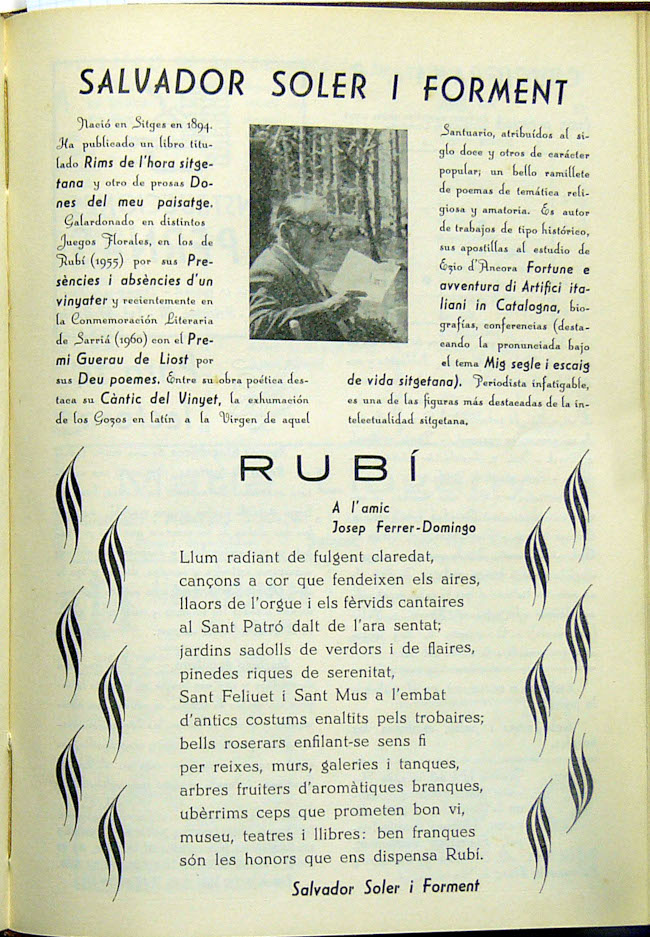 SALVADOR SOLER I FORMENT
Nació en Sitges en 1894.
Ha publicado un libro titu-
lado Rims de l'hora sitge-
tana y otro de prosas Do-
nes del meu paisatge.
Galardonado en distintos
Juegos Florales, en los de
Rubí (1955) por sus Pre-
sències i absències d'un
vinyater y recientemente en
la Conmemoración Literaria
de Sarriá (1960) con el Pre-
mi Guerau de Liost por
sus Deu poemes. Entre su obra poética des-
taca su Càntic del Vinyet, la exhumación
de los Gozos en latín a la Virgen de aquel
Santuario, atribuídos al si-
glo doce y otros de carácter
popular; un bello ramillete
de poemas de temática reli-
giosa y amatoria. Es autor
de trabajos de tipo histórico,
sus apostillas al estudio de
Ezio d'Ancora Fortune e
avventura di Artifici ita-
liani in Catalogna, bio-
grafías, conferencias (desta-
cando la pronunciada bajo
el tema Mig segle i escaig
de vida sitgetana). Periodista infatigable,
es una de las figuras más destacadas de la in-
telectualidad sitgetana.
RUBÍ
A l'amic
Josep Ferrer-Domingo
Llum radiant de fulgent claredat,
cançons a cor que fendeixen els aires,
llaors de l'orgue i els fèrvids cantaires
al Sant Patró dalt de l'ara sentat;
jardins sadolls de verdors i de flaires,
pinedes riques de serenitat,
Sant Feliuet i Sant Mus a l'embat
d'antics costums enaltits pels trobaires;
bells roserars enfilant-se sens fi
per reixes, murs, galeries i tanques,
arbres fruiters d'aromàtiques branques,
ubèrrims ceps que prometen bon vi,
museu, teatres i llibres: ben franques
són les honors que ens dispensa Rubí.
Salvador Soler i Forment